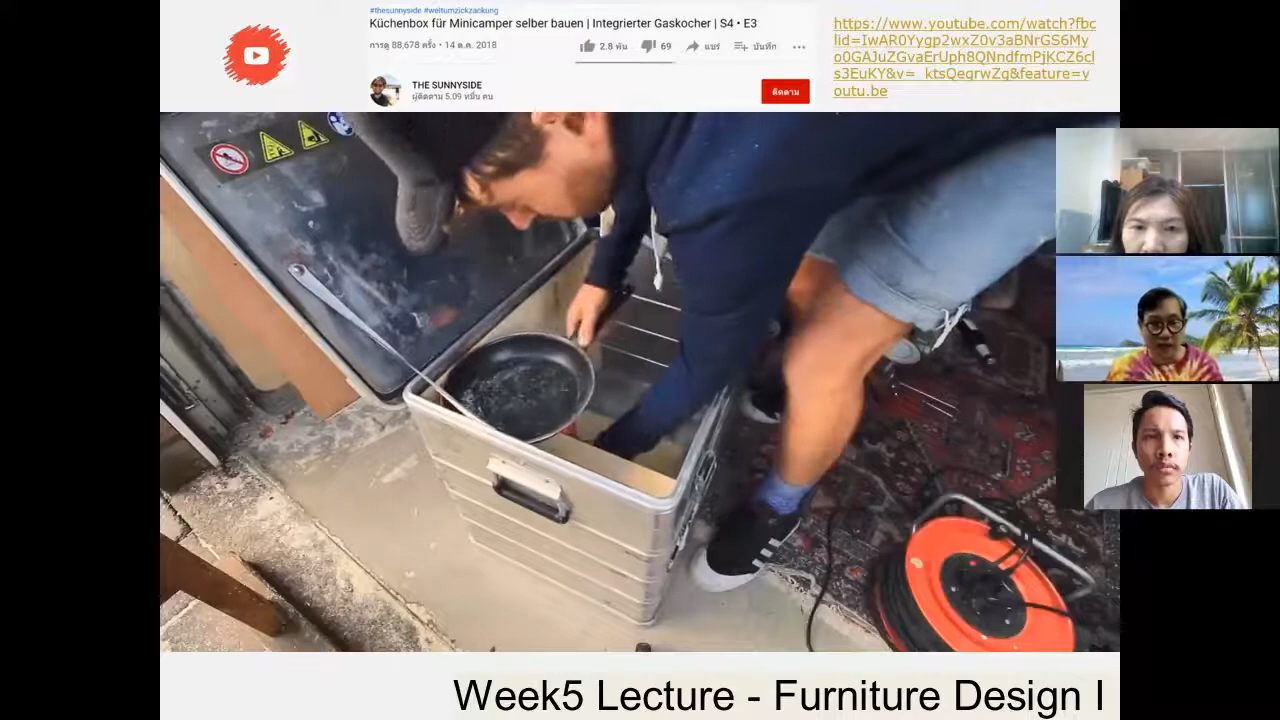 #thesunnyside #weltumzickzackung
Küchenbox für Minicamper selber bauen | Integrierter Gaskocher | S4 • E3
การดู 88,678 ครั้ง • 14 ต.ค. 2018
2.8 พัน 69 แชร์ บันทึก
THE SUNNYSIDE
ผู้ติดตาม 5.09 หมื่น คน
ติดตาม
https://www.youtube.com/watch?fbc
lid=IwAR0Yygp2wxZ0v3aBNrGS6My
o0GAJuZGvaErUph8QNndfmPjKCZ6cl
s3EuKY&v=_ktsQeqrwZq&feature=y
outu.be
Week5 Lecture - Furniture Design I